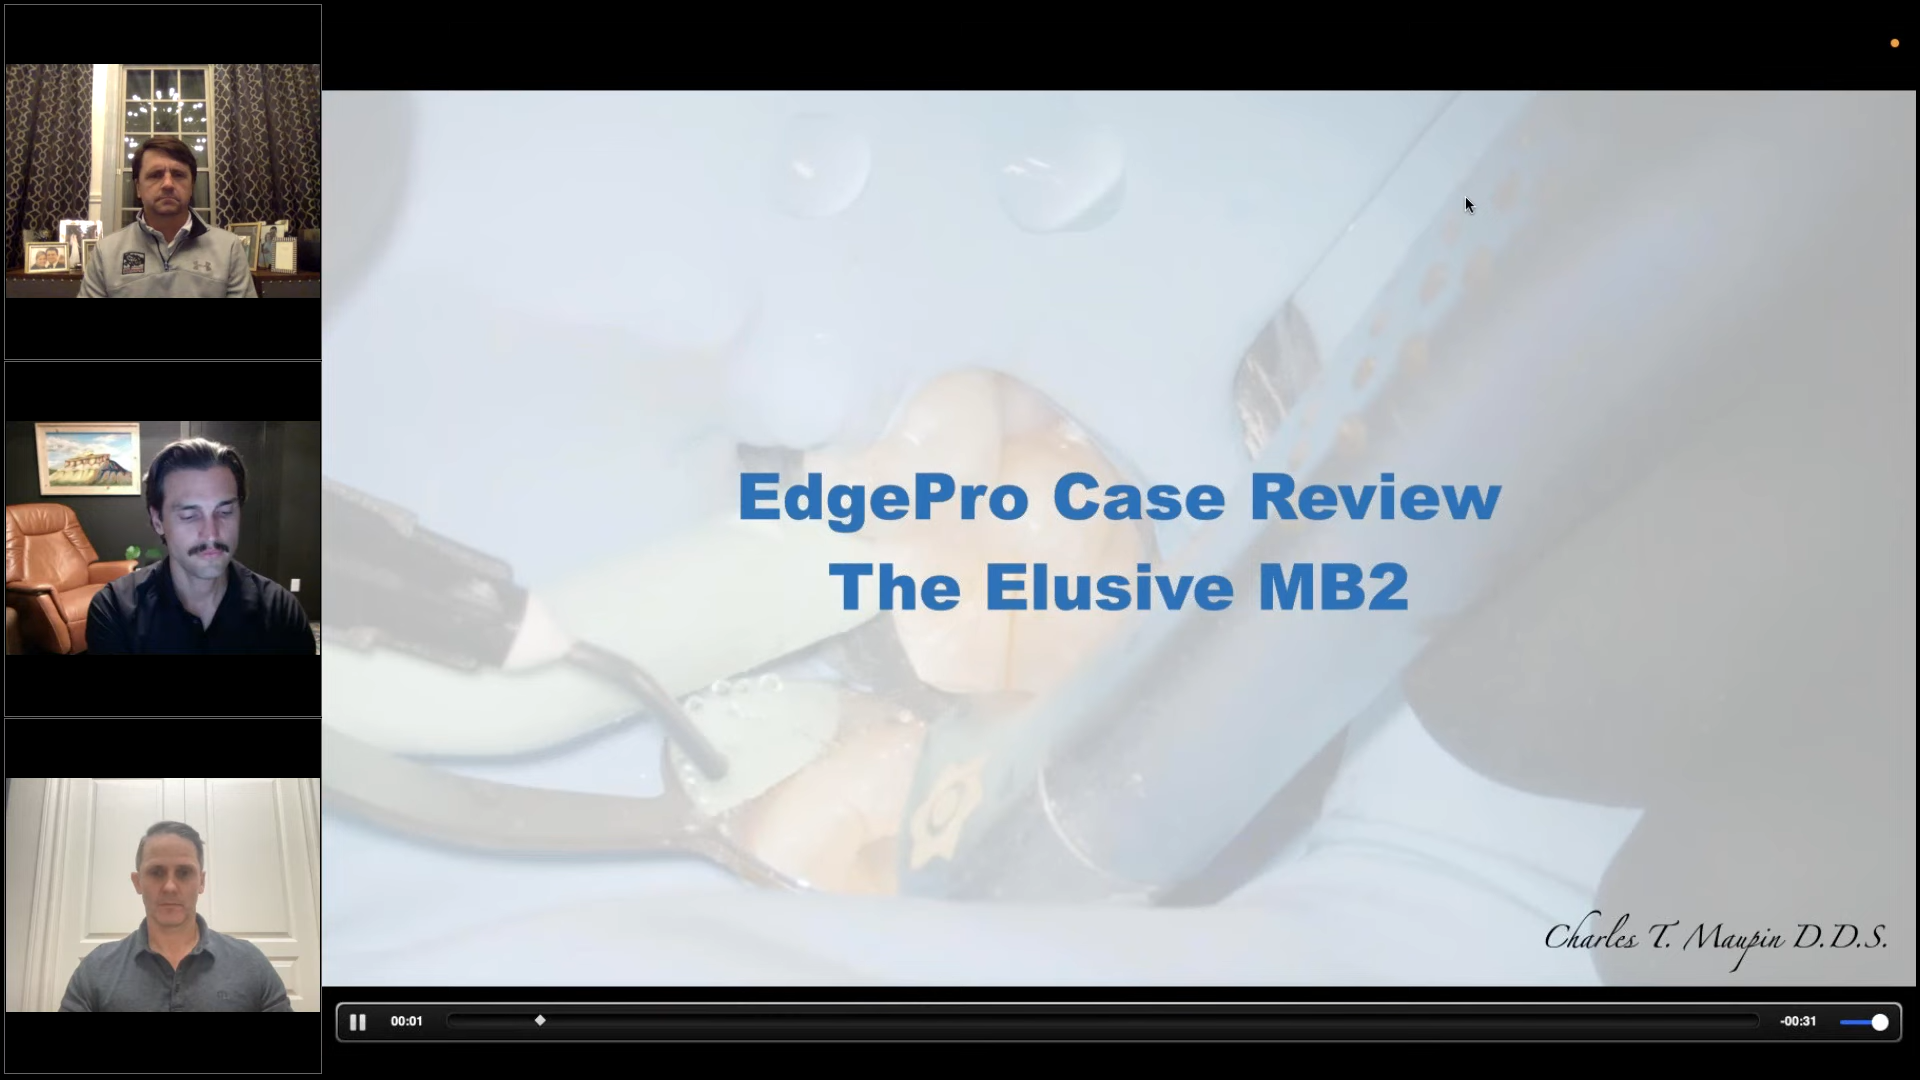 EdgePro Case Review
The Elusive MB2
Charles T. Maupin D.D.S.
00:01
-00:31